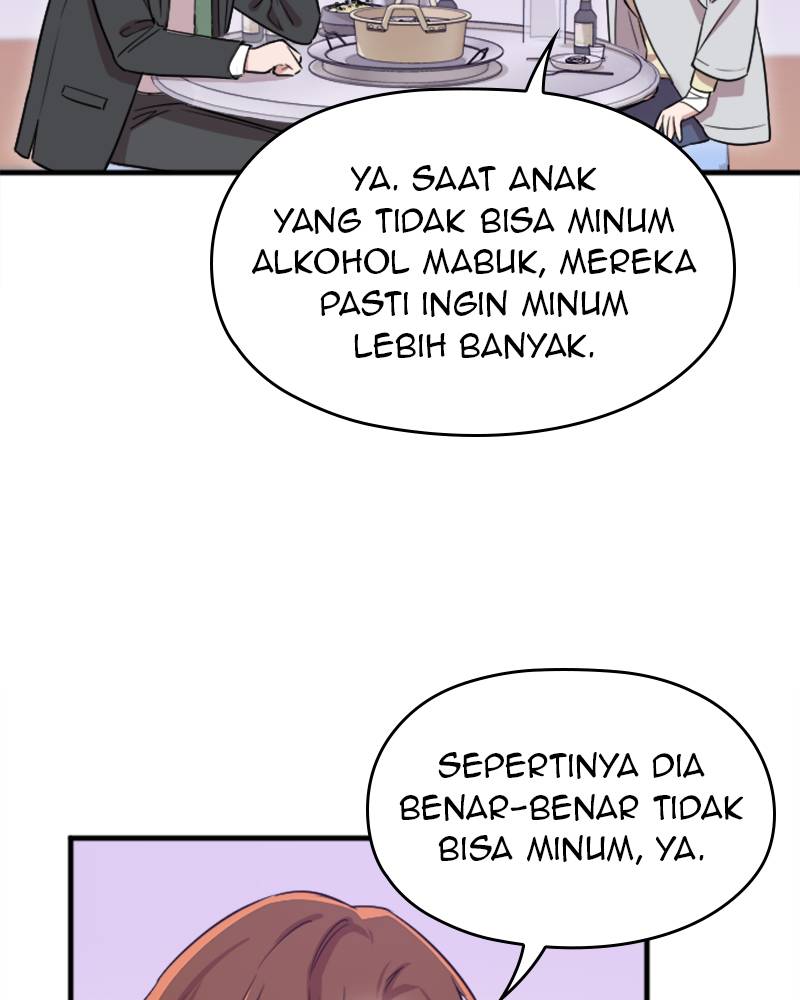 YA. SAAT ANAK
YANG TIDAK BISA MINUM
ALKOHOL MABUK, MEREKA
PASTI INGIN MINUM
LEBIH BANYAK.
SEPERTINYA DIA
BENAR-BENAR TIDAK
BISA MINUM, YA.